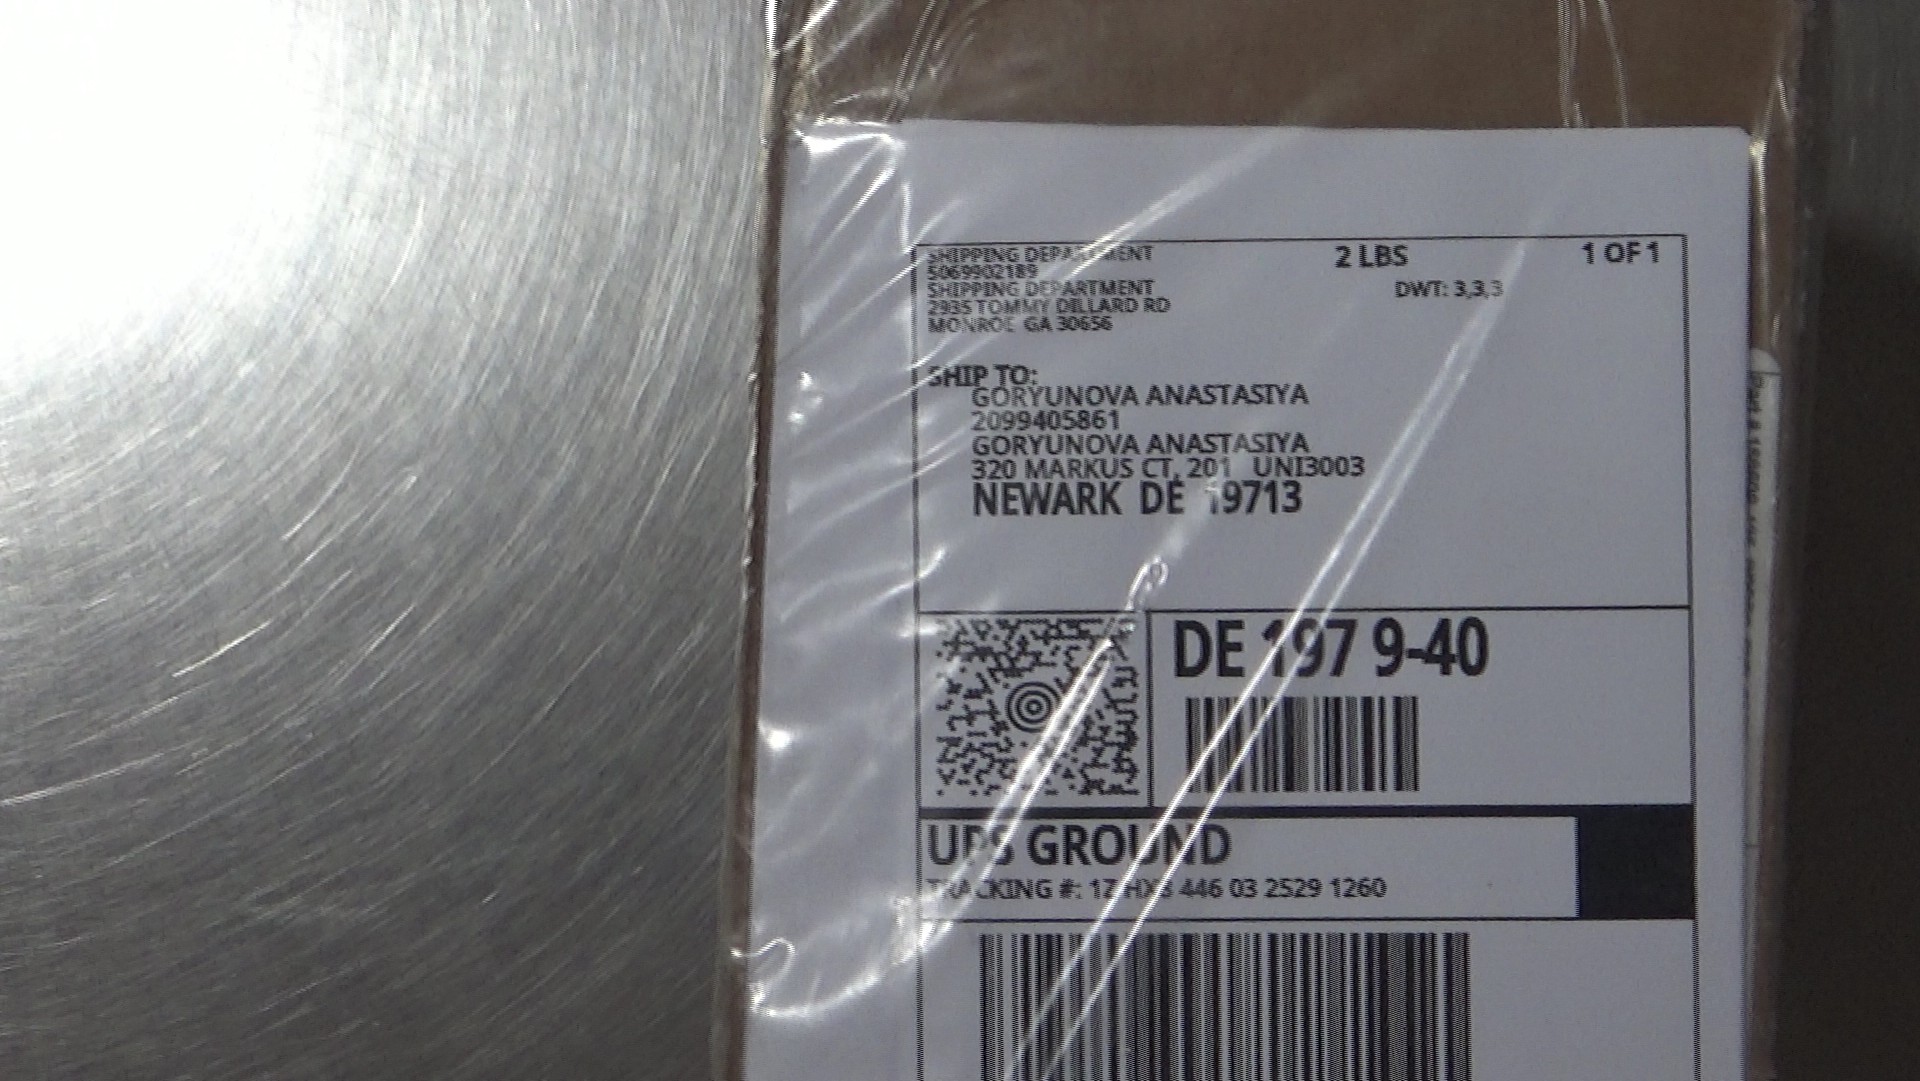 SHIPPING DEPARTMENT
5069902189
SHIPPING DEPARTMENT
2935 TOMMY DILLARD RD
MONROE GA 30656
2 LBS
1 OF 1
DWT: 3,3,3
SHIP TO:
GORYUNOVA ANASTASIYA
2099405861
GORYUNOVA ANASTASIYA
320 MARKUS CT, 201 UNI3003
NEWARK DE 19713
DE 197 9-40
UPS GROUND
TRACKING #: 1Z 446 03 2529 1260